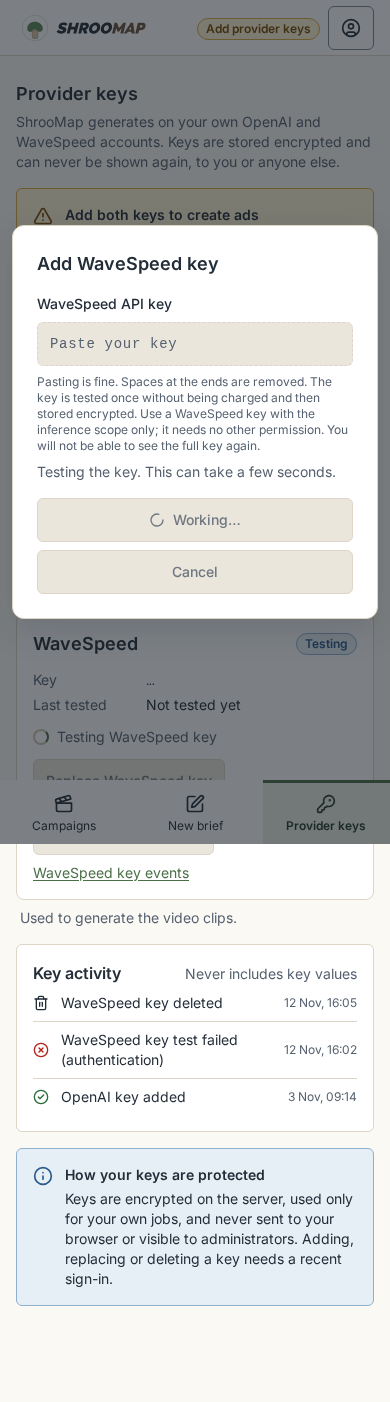 SHROOMAP
Add provider keys
Provider keys
ShrooMap generates on your own OpenAI and
WaveSpeed accounts. Keys are stored encrypted and
can never be shown again, to you or anyone else.
Add both keys to create ads
Add WaveSpeed key
WaveSpeed API key
Paste your key
Pasting is fine. Spaces at the ends are removed. The
key is tested once without being charged and then
stored encrypted. Use a WaveSpeed key with the
inference scope only; it needs no other permission. You
will not be able to see the full key again.
Testing the key. This can take a few seconds.
Working…
Cancel
WaveSpeed
Testing
Key
…
Last tested
Not tested yet
Testing WaveSpeed key
Replace WaveSpeed key
Campaigns
New brief
Provider keys
WaveSpeed key events
Used to generate the video clips.
Key activity
Never includes key values
WaveSpeed key deleted
12 Nov, 16:05
WaveSpeed key test failed
(authentication)
12 Nov, 16:02
OpenAI key added
3 Nov, 09:14
How your keys are protected
Keys are encrypted on the server, used only
for your own jobs, and never sent to your
browser or visible to administrators. Adding,
replacing or deleting a key needs a recent
sign-in.